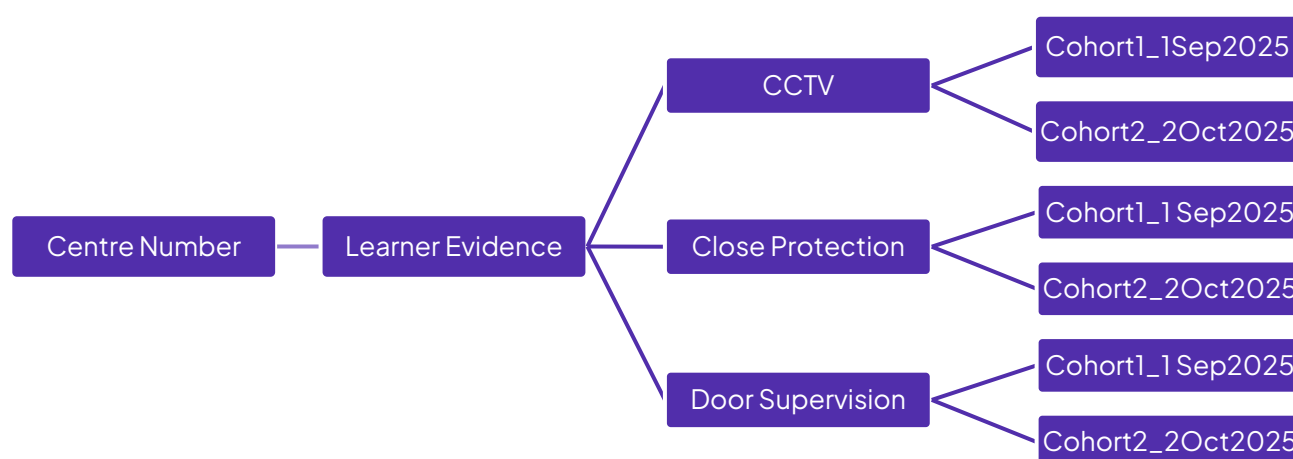 Centre Number
Learner Evidence
CCTV
Cohort1_1Sep2025
Cohort2_2Oct2025
Close Protection
Cohort1_1 Sep2025
Cohort2_2Oct2025
Door Supervision
Cohort1_1 Sep2025
Cohort2_2Oct2025